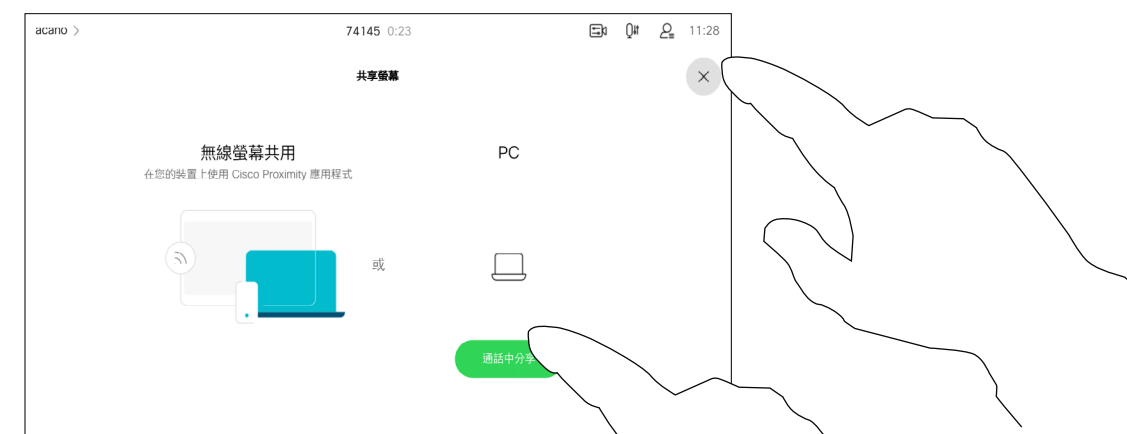 acano
74145 0:23
11:28
共享螢幕
無線螢幕共用
在您的裝置上使用 Cisco Proximity 應用程式
PC
或
通話中分享